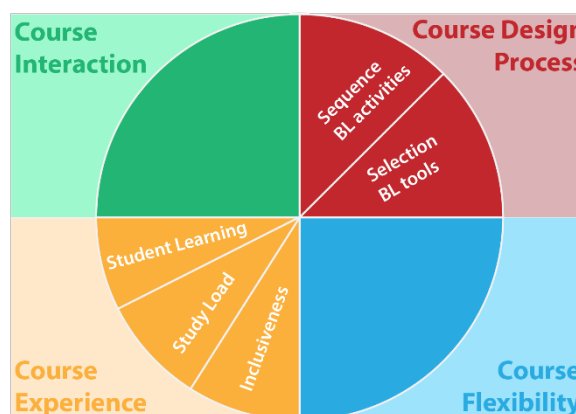 Course
Interaction
Course Design
Process
Sequence
BL activities
Selection
BL tools
Student Learning
Study Load
Inclusiveness
Course
Experience
Course
Flexibility